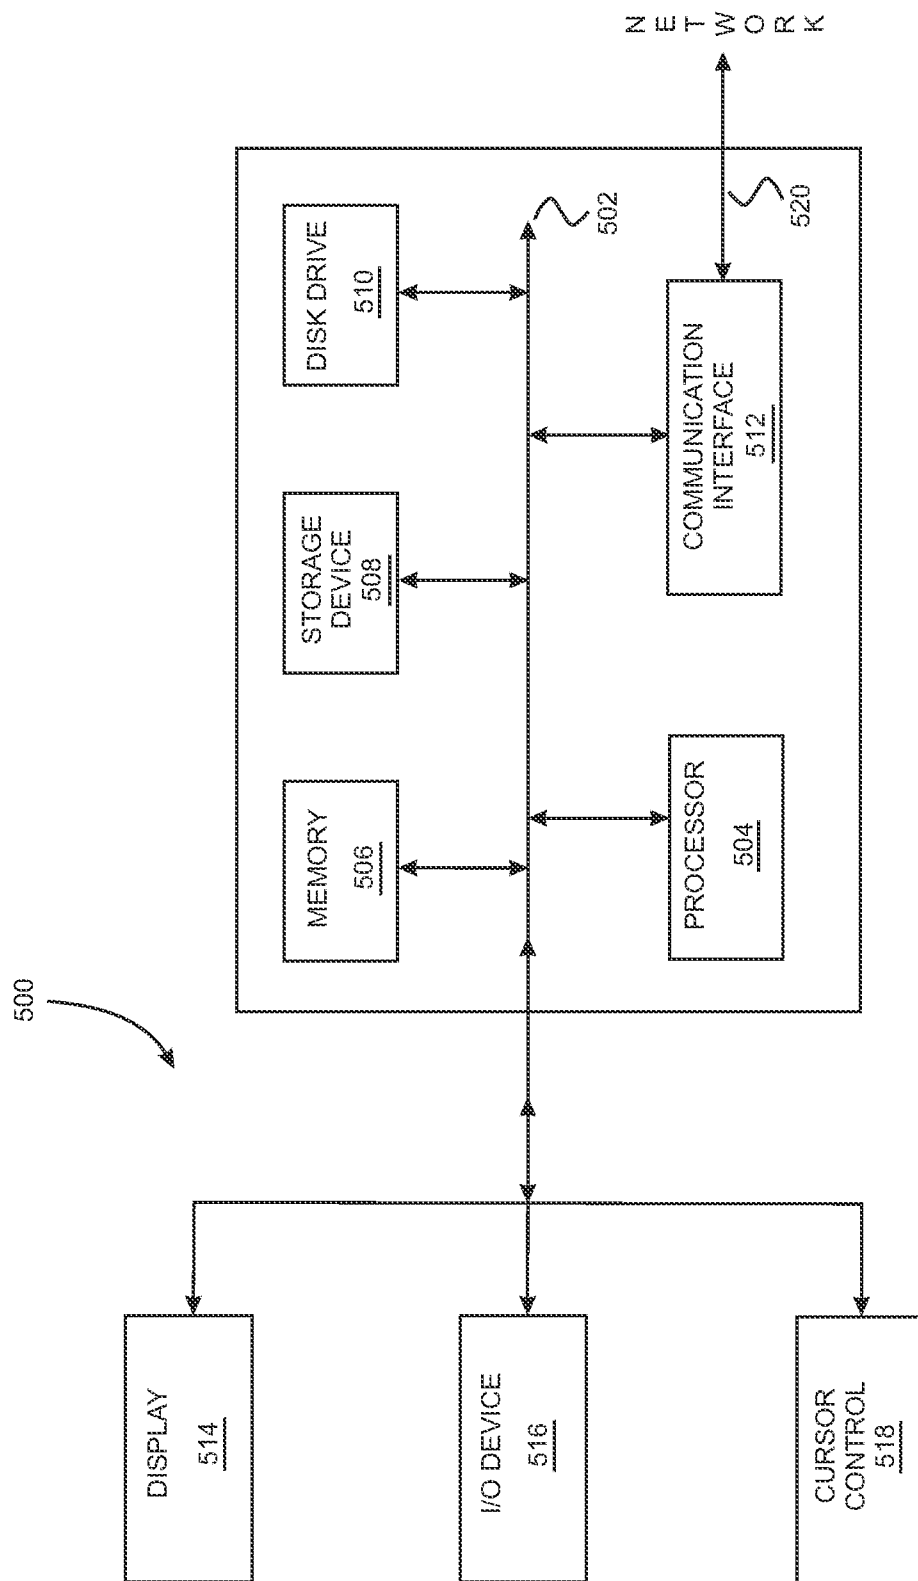 500
DISPLAY
514
I/O DEVICE
516
CURSOR
CONTROL
518
MEMORY
506
STORAGE
DEVICE
508
DISK DRIVE
510
502
PROCESSOR
504
COMMUNICATION
INTERFACE
512
520
NETWORK